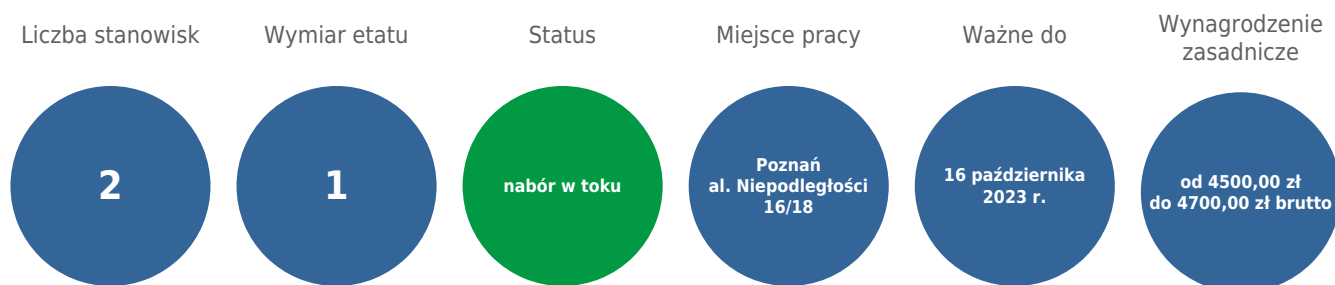 Liczba stanowisk
Wymiar etatu
Status
Miejsce pracy
Ważne do
Wynagrodzenie
zasadnicze
2
1
nabór w toku
Poznań
al. Niepodległości
16/18
16 października
2023 r.
od 4500,00 zł
do 4700,00 zł brutto